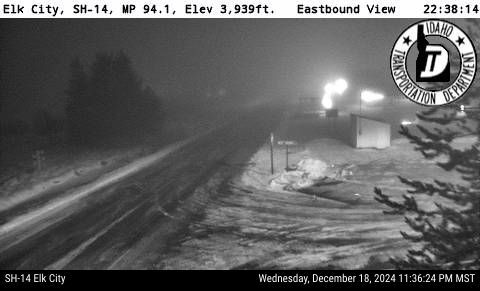 Elk City, SH-14, MP 94.1, Elev 3,939ft. Eastbound View 22:38:14
IDAHO
TRANSPORTATION DEPARTMENT
SH-14 Elk City Wednesday, December 18, 2024 11:36:24 PM MST